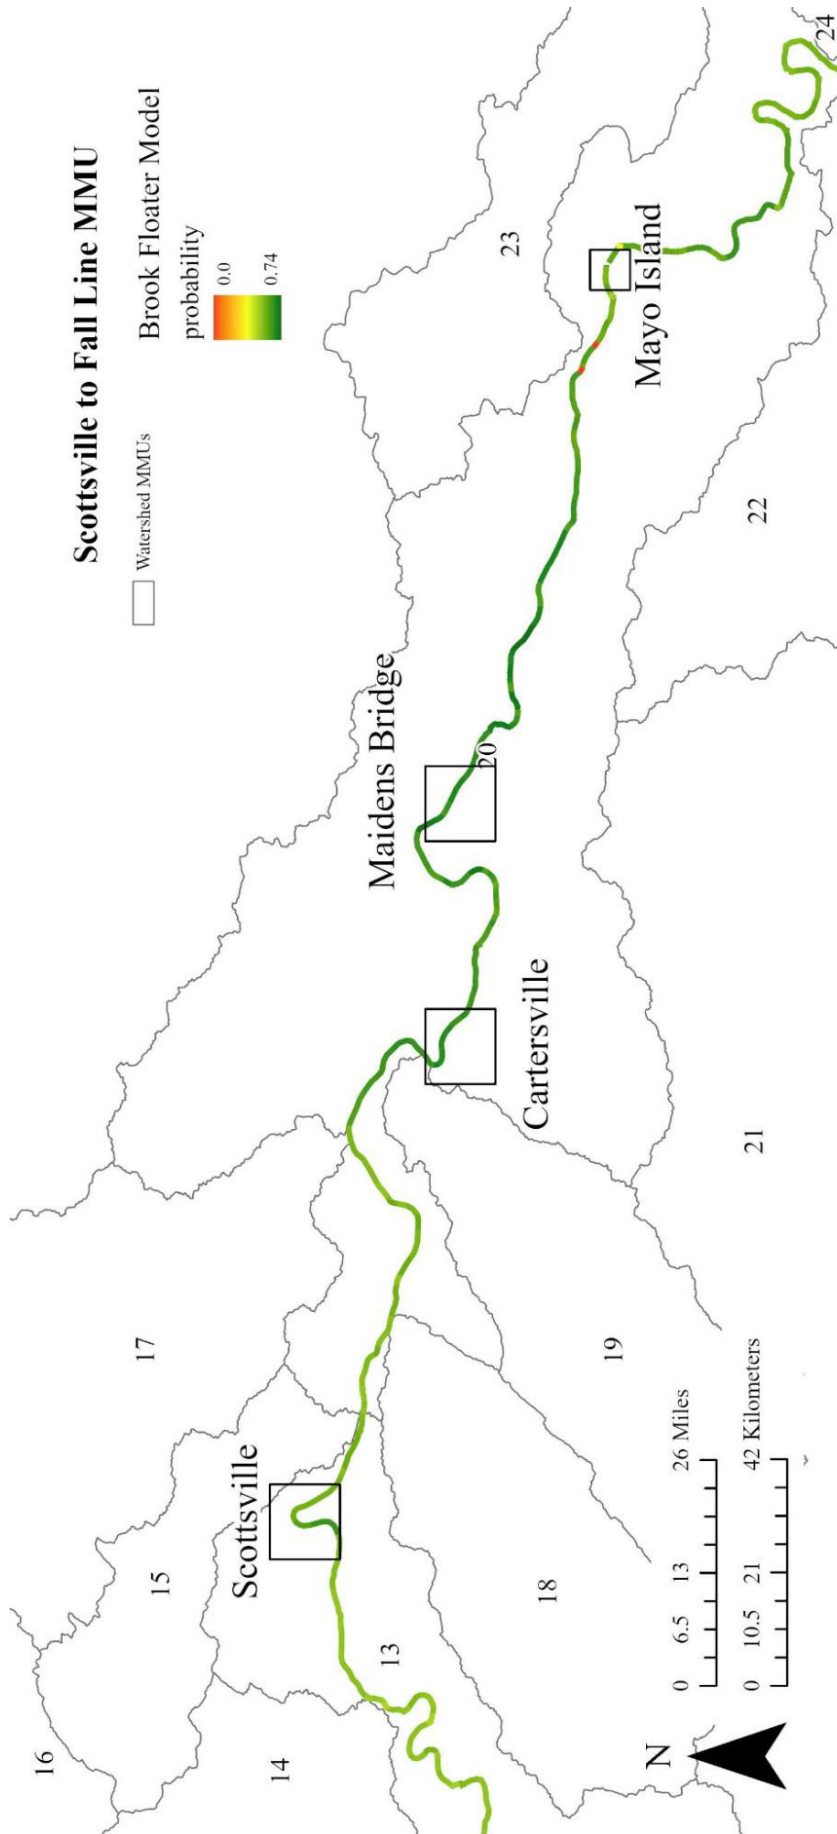 Scottsville to Fall Line MMU
Watershed MMUs
Brook Floater Model
probability
0.0
0.74
16
15
17
14
13
Scottsville
18
19
Cartersville
21
Maidens Bridge
20
22
23
Mayo Island
24
N
0 6.5 13 26 Miles
0 10.5 21 42 Kilometers